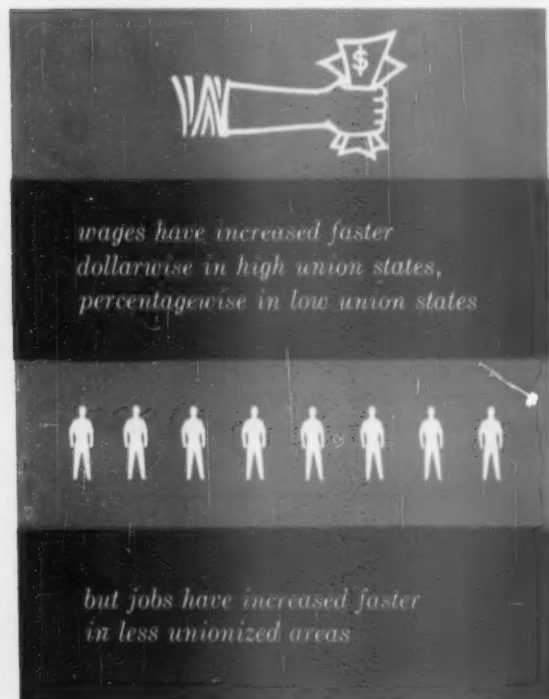 $
wages have increased faster
dollarwise in high union states,
percentagewise in low union states
but jobs have increased faster
in less unionized areas